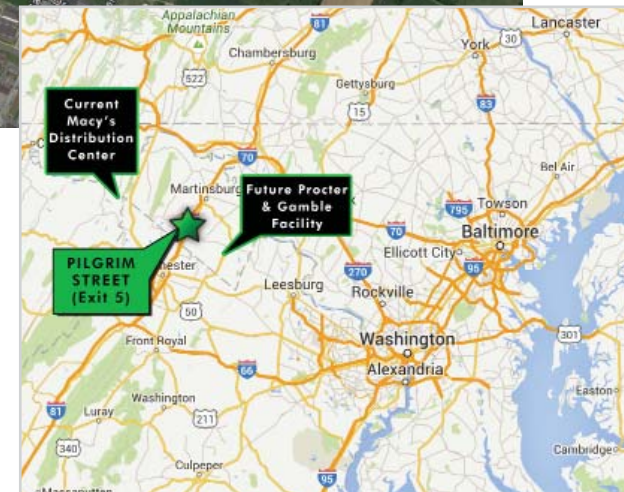 Appalachian
Mountains
81
Lancaster
30
York
Chambersburg
522
Gettysburg
15
83
Current
Macy's
Distribution
Center
70
Bel Air
Martinsburg
Future Procter
& Gamble
Facility
795
Towson
Baltimore
70
Ellicott City
95
PILGRIM
STREET
(Exit 5)
hester
270
Leesburg
Rockville
50
Front Royal
Washington
301
66
Alexandria
Washington
81
Luray
211
Easton
340
Culpeper
Cambridge
95